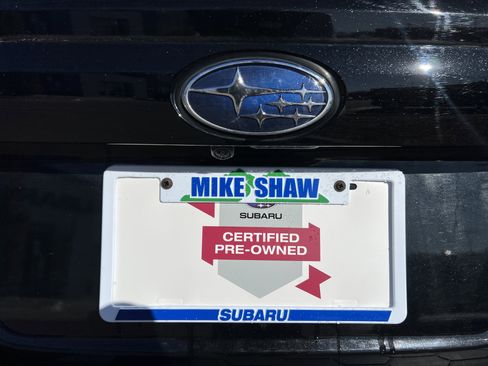 MIKE SHAW
SUBARU
CERTIFIED
PRE-OWNED
SUBARU